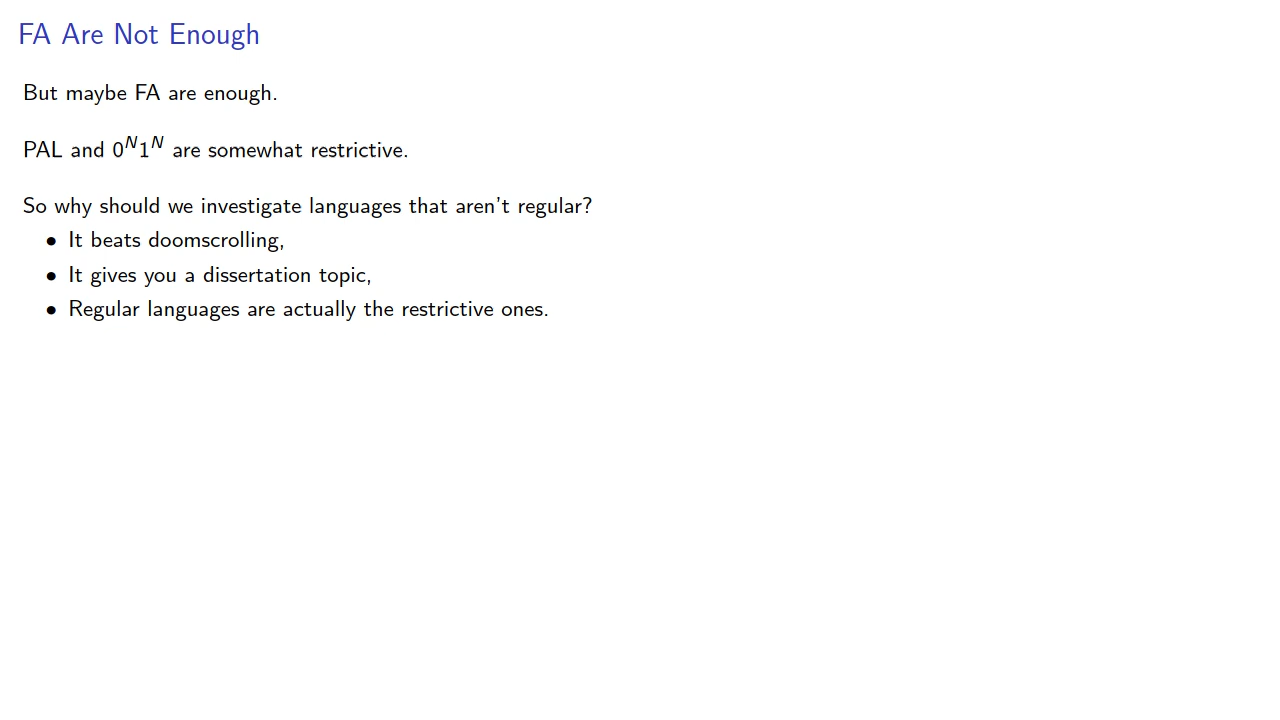 FA Are Not Enough
But maybe FA are enough.
PAL and 0^N1^N are somewhat restrictive.
So why should we investigate languages that aren't regular?
• It beats doomscrolling,
• It gives you a dissertation topic,
• Regular languages are actually the restrictive ones.